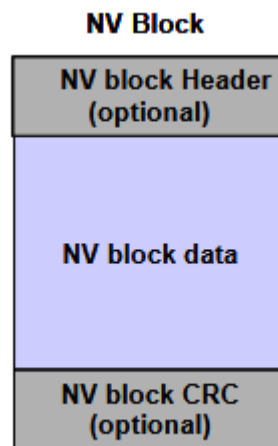 NV Block
NV block Header
(optional)
NV block data
NV block CRC
(optional)